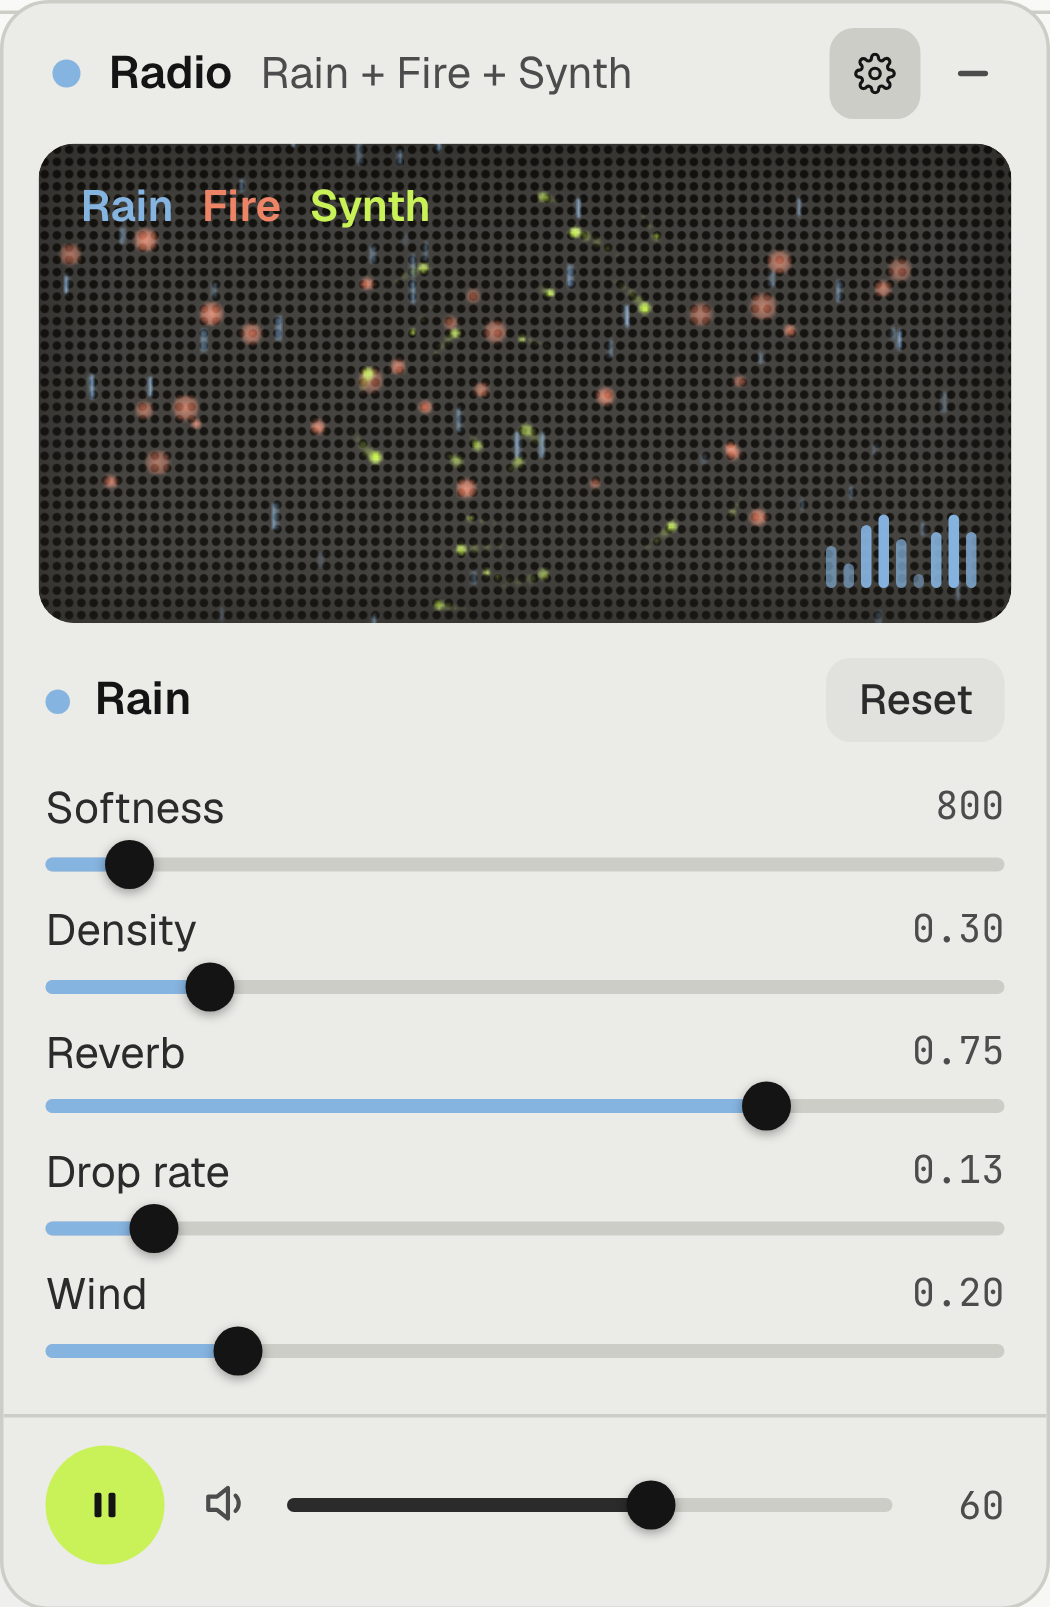 Radio Rain + Fire + Synth
Rain Fire Synth
Rain
Reset
Softness 800
Density 0.30
Reverb 0.75
Drop rate 0.13
Wind 0.20
60